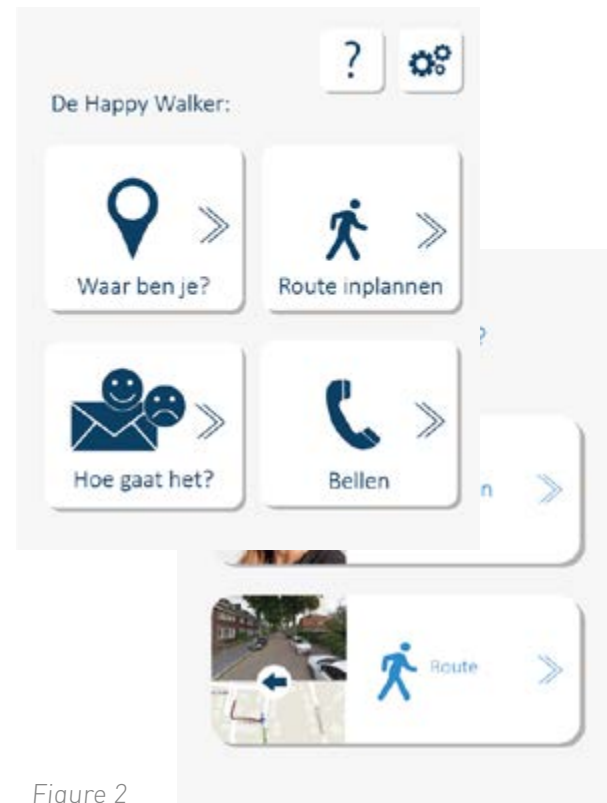 ?
De Happy Walker:
Waar ben je?
Route inplannen
Hoe gaat het?
Bellen
?
n
Route
Figure 2